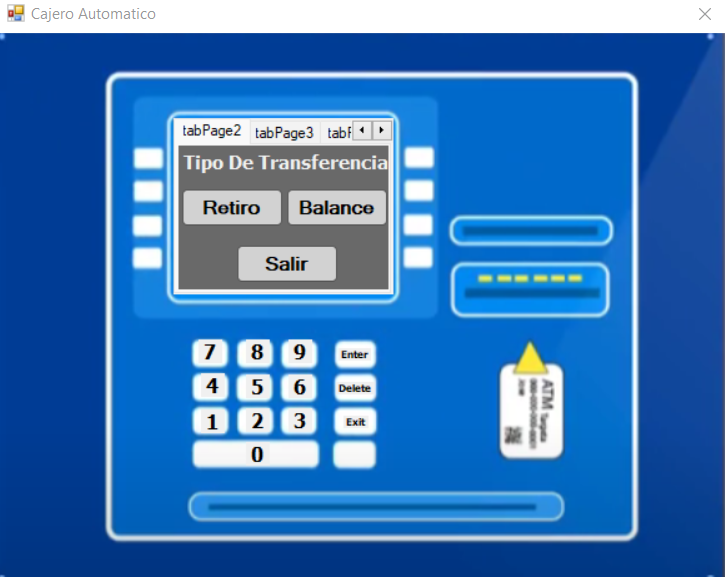 Cajero Automatico
tabPage2 tabPage3 tabP
Tipo De Transferencia
Retiro Balance
Salir
7 8 9 Enter
4 5 6 Delete
1 2 3 Exit
0
ATM
Tarjeta